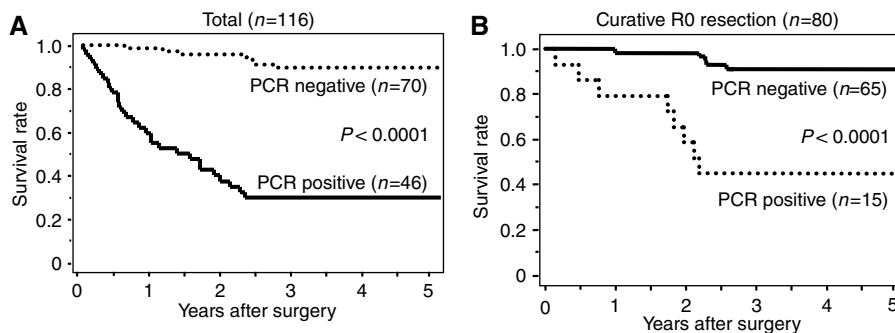 A
Total (n=116)
1.0
0.8
0.6
0.4
0.2
0
Survival rate
PCR negative (n=70)
P < 0.0001
PCR positive (n=46)
0 1 2 3 4 5
Years after surgery
B
Curative R0 resection (n=80)
1.0
0.8
0.6
0.4
0.2
0
Survival rate
PCR negative (n=65)
P < 0.0001
PCR positive (n=15)
0 1 2 3 4 5
Years after surgery